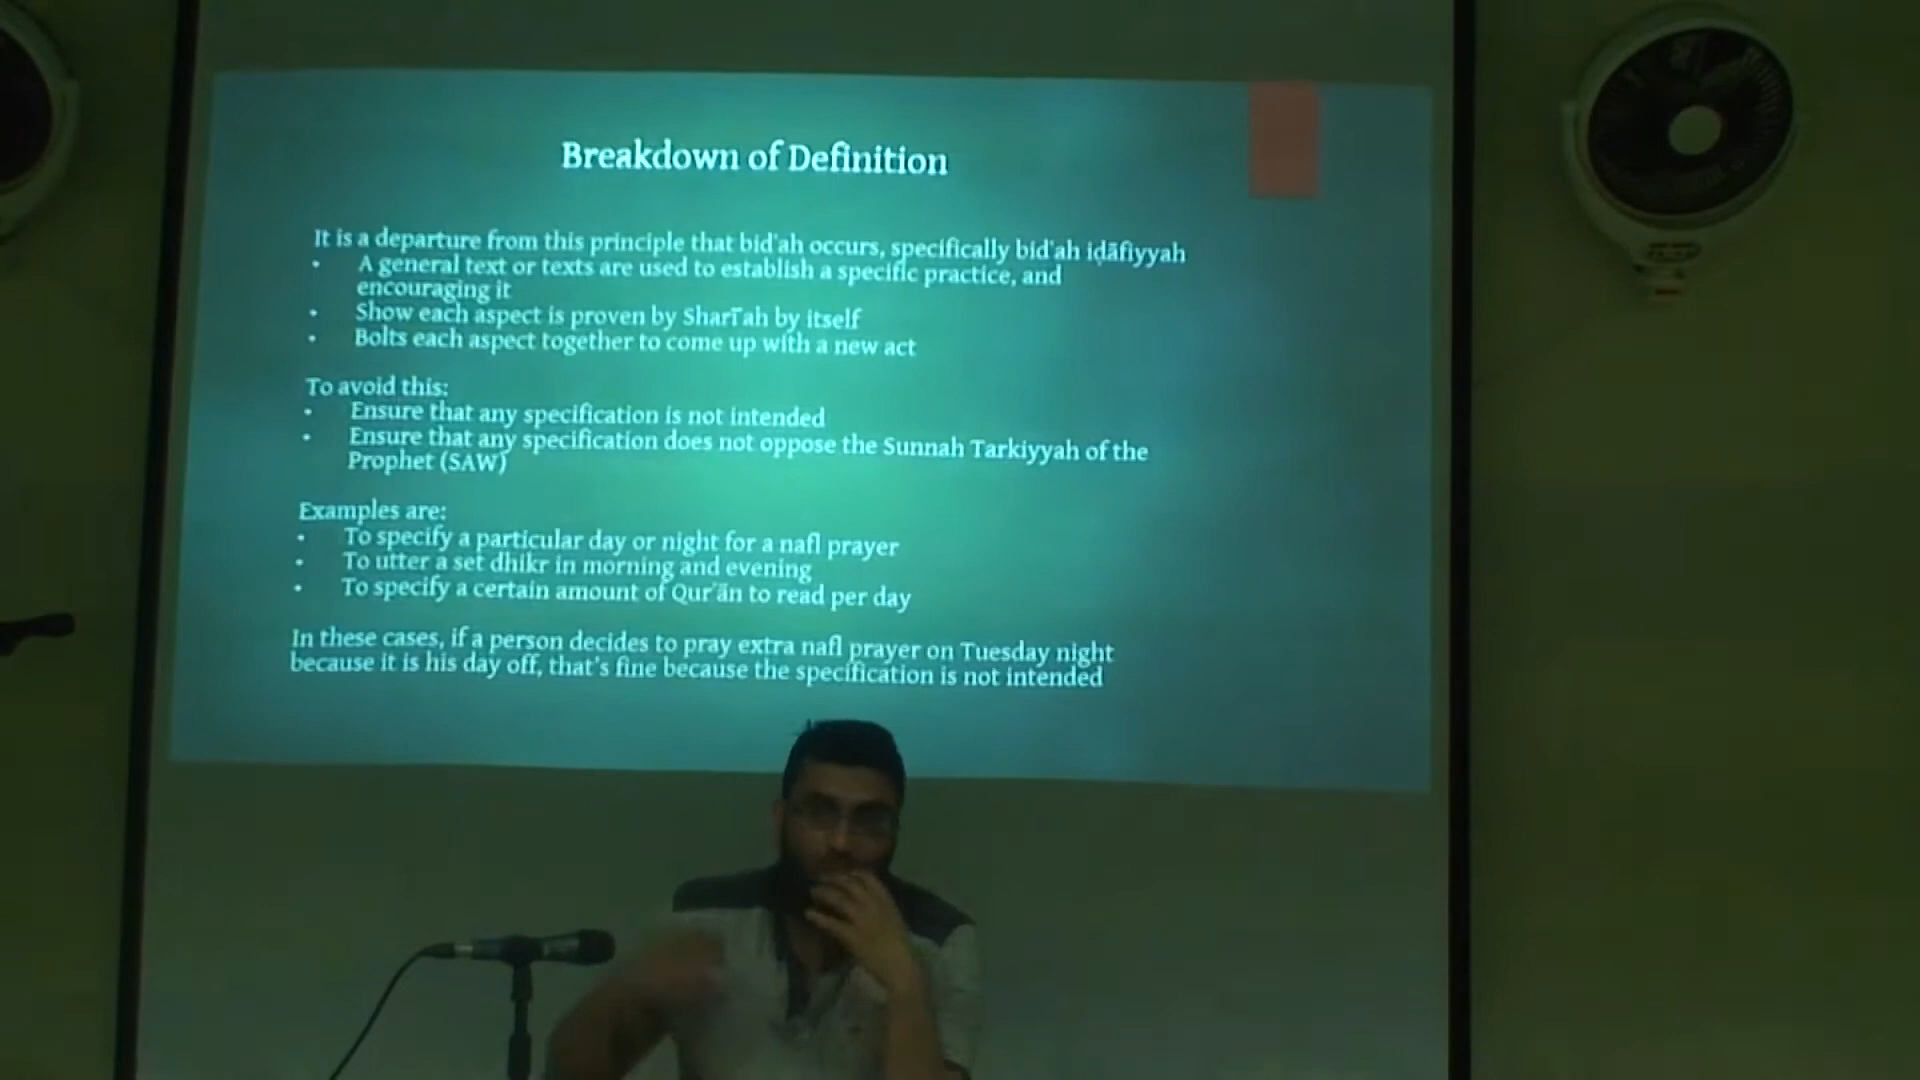 Breakdown of Definition
It is a departure from this principle that bid'ah occurs, specifically bid'ah iḍāfiyyah
• A general text or texts are used to establish a specific practice, and
encouraging it
• Show each aspect is proven by Sharī'ah by itself
• Bolts each aspect together to come up with a new act
To avoid this:
• Ensure that any specification is not intended
• Ensure that any specification does not oppose the Sunnah Tarkiyyah of the
Prophet (SAW)
Examples are:
• To specify a particular day or night for a nafl prayer
• To utter a set dhikr in morning and evening
• To specify a certain amount of Qur'ān to read per day
In these cases, if a person decides to pray extra nafl prayer on Tuesday night
because it is his day off, that's fine because the specification is not intended